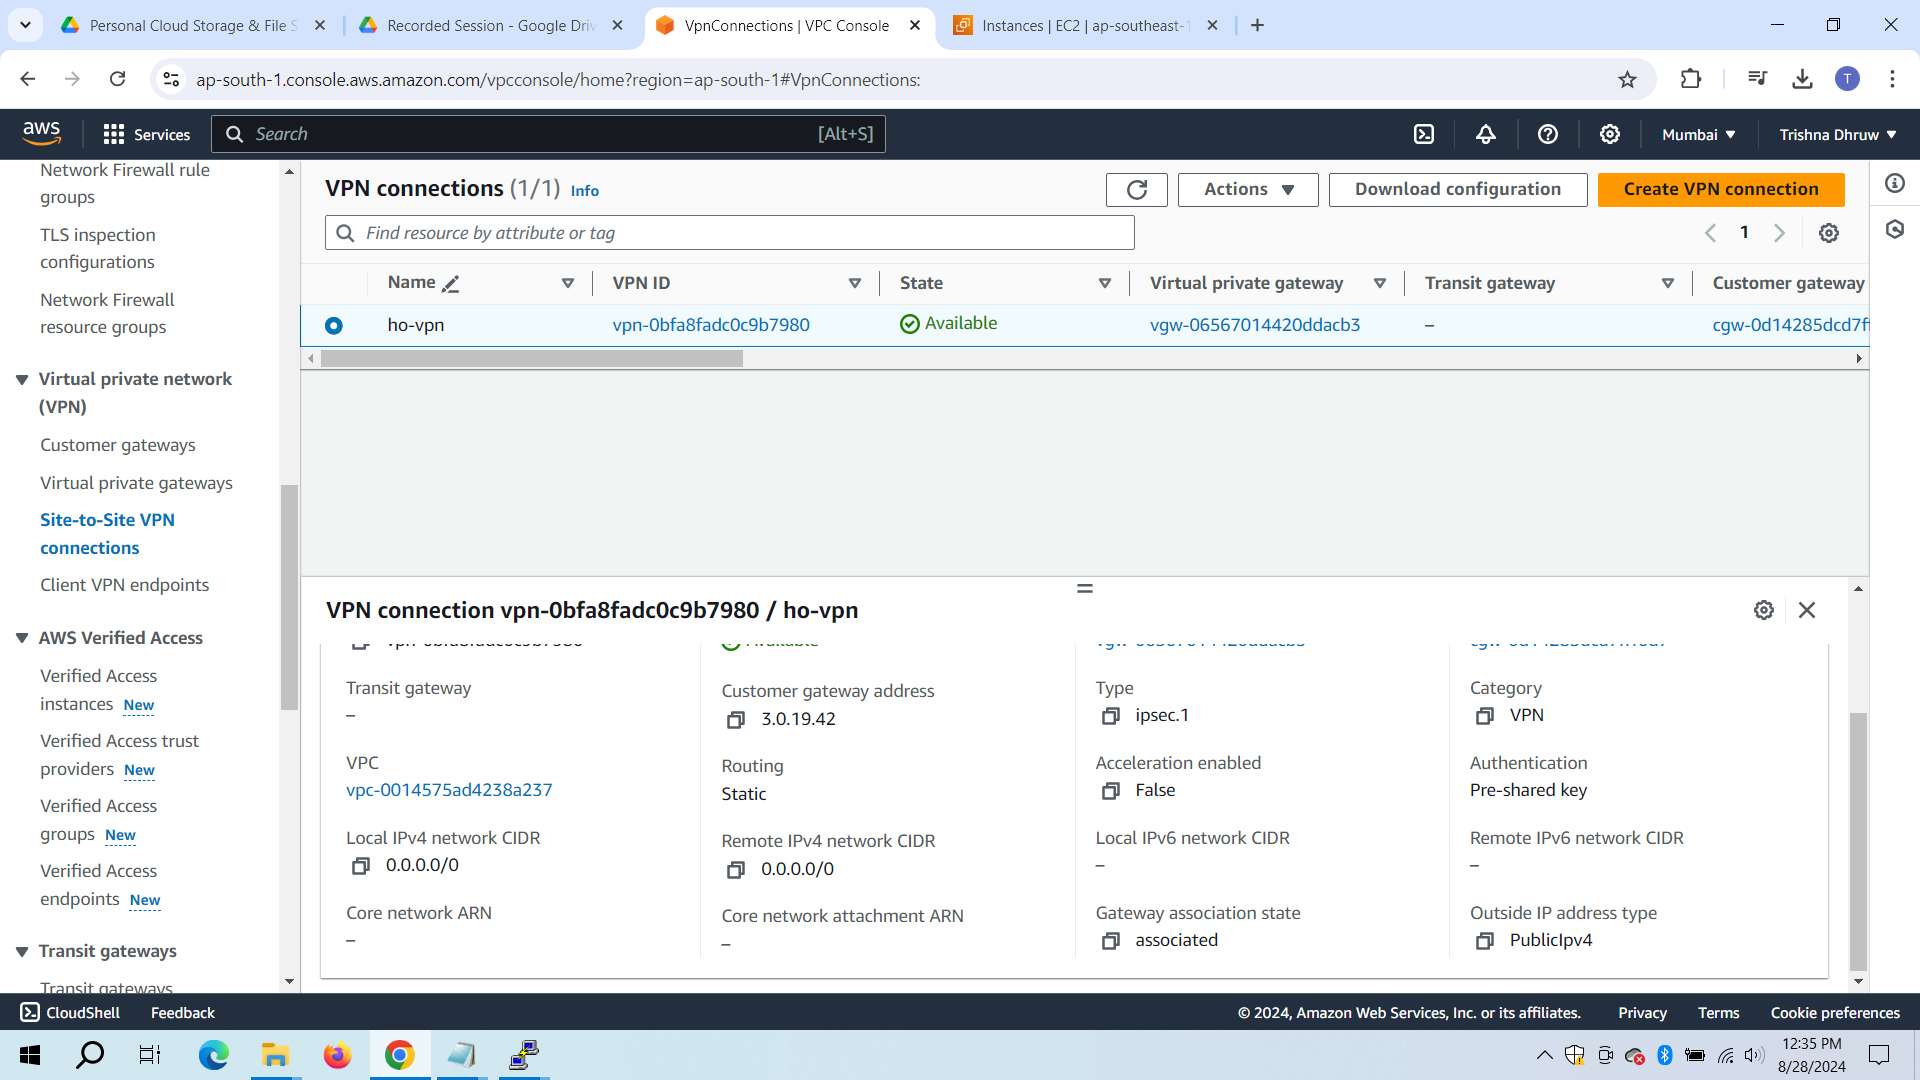 Personal Cloud Storage & File S
Recorded Session - Google Driv
VpnConnections | VPC Console
Instances | EC2 | ap-southeast-1
ap-south-1.console.aws.amazon.com/vpcconsole/home?region=ap-south-1#VpnConnections:
T
aws
Services
Search
[Alt+S]
Mumbai
Trishna Dhruw
Network Firewall rule
groups
TLS inspection
configurations
Network Firewall
resource groups
Virtual private network
(VPN)
Customer gateways
Virtual private gateways
Site-to-Site VPN
connections
Client VPN endpoints
AWS Verified Access
Verified Access
instances New
Verified Access trust
providers New
Verified Access
groups New
Verified Access
endpoints New
Transit gateways
Transit gateways
VPN connections (1/1) Info
Actions
Download configuration
Create VPN connection
Find resource by attribute or tag
1
Name
VPN ID
State
Virtual private gateway
Transit gateway
Customer gateway
ho-vpn
vpn-0bfa8fadc0c9b7980
Available
vgw-06567014420ddacb3
–
cgw-0d14285dcd7f
VPN connection vpn-0bfa8fadc0c9b7980 / ho-vpn
vpn-0bfa8fadc0c9b7980
Available
vgw-06567014420ddacb3
Transit gateway
–
Customer gateway address
3.0.19.42
Type
ipsec.1
Category
VPN
VPC
vpc-0014575ad4238a237
Routing
Static
Acceleration enabled
False
Authentication
Pre-shared key
Local IPv4 network CIDR
0.0.0.0/0
Remote IPv4 network CIDR
0.0.0.0/0
Local IPv6 network CIDR
–
Remote IPv6 network CIDR
–
Core network ARN
–
Core network attachment ARN
–
Gateway association state
associated
Outside IP address type
PublicIpv4
CloudShell
Feedback
© 2024, Amazon Web Services, Inc. or its affiliates.
Privacy
Terms
Cookie preferences
12:35 PM
8/28/2024